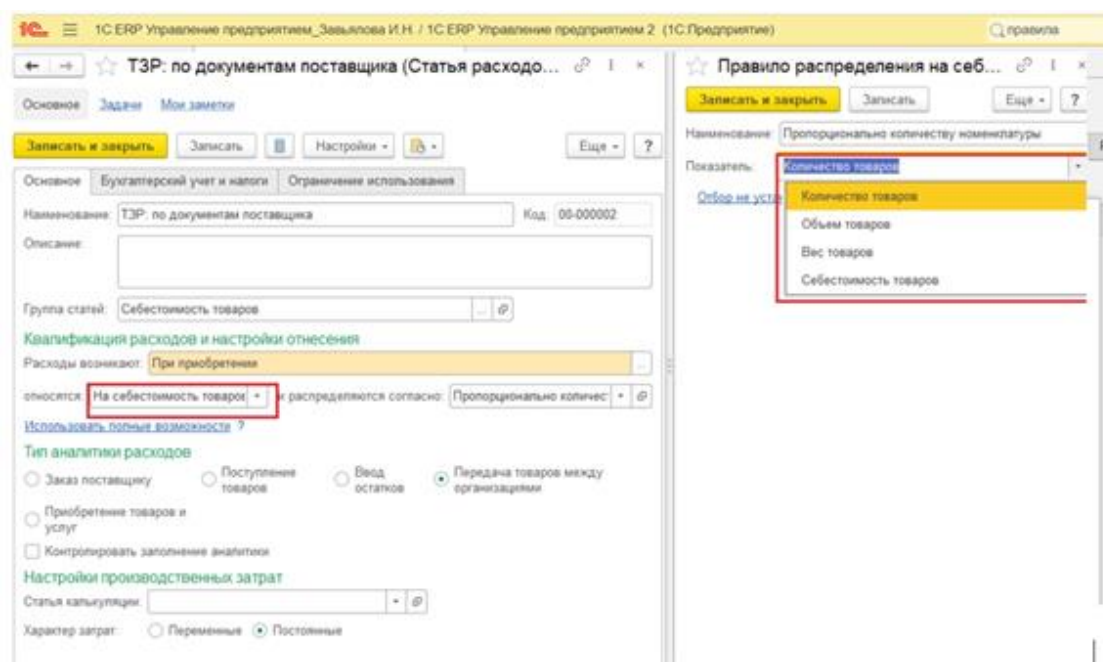 1С ERP Управление предприятием_Завьялова И.Н. / 1С:ERP Управление предприятием 2 (1С:Предприятие)
правила
ТЗР: по документам поставщика (Статья расходо...
Основное Задачи Мои заметки
Записать и закрыть Записать Настройки Еще ?
Основное Бухгалтерский учет и налоги Ограничение использования
Наименование: ТЗР: по документам поставщика Код: 00-000002
Описание:
Группа статей: Себестоимость товаров
Квалификация расходов и настройки отнесения
Расходы возникают: При приобретении
относятся: На себестоимость товаров и распределяются согласно: Пропорционально количес
Использовать полные возможности ?
Тип аналитики расходов
Заказ поставщику
Поступление товаров
Ввод остатков
Передача товаров между организациями
Приобретение товаров и услуг
Контролировать заполнение аналитики
Настройки производственных затрат
Статья калькуляции:
Характер затрат: Переменные Постоянные
Правило распределения на себ...
Записать и закрыть Записать Еще ?
Наименование: Пропорционально количеству номенклатуры
Показатель: Количество товаров
Отбор не уста
Количество товаров
Объем товаров
Вес товаров
Себестоимость товаров